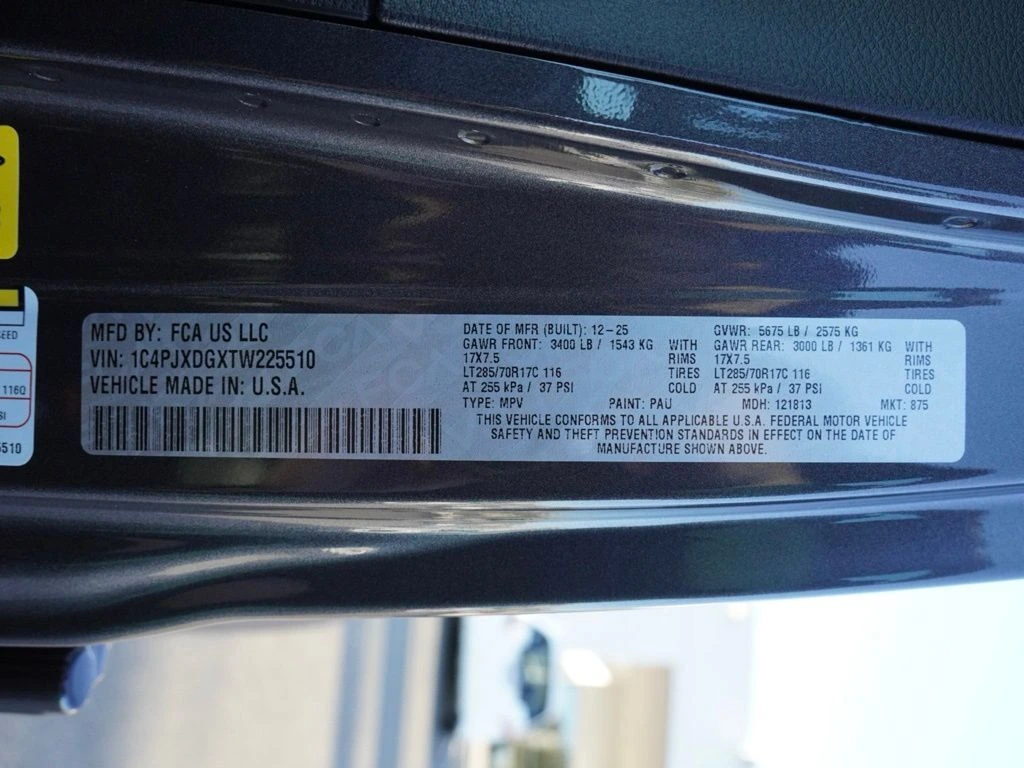 MFD BY: FCA US LLC
VIN: 1C4PJXDGXTW225510
VEHICLE MADE IN: U.S.A.
DATE OF MFR (BUILT): 12-25
GAWR FRONT: 3400 LB / 1543 KG WITH
17X7.5 RIMS
LT285/70R17C 116 TIRES
AT 255 kPa / 37 PSI COLD
GVWR: 5675 LB / 2575 KG
GAWR REAR: 3000 LB / 1361 KG WITH
17X7.5 RIMS
LT285/70R17C 116 TIRES
AT 255 kPa / 37 PSI COLD
TYPE: MPV PAINT: PAU MDH: 121813 MKT: 875
THIS VEHICLE CONFORMS TO ALL APPLICABLE U.S.A. FEDERAL MOTOR VEHICLE
SAFETY AND THEFT PREVENTION STANDARDS IN EFFECT ON THE DATE OF
MANUFACTURE SHOWN ABOVE.
116Q
5510